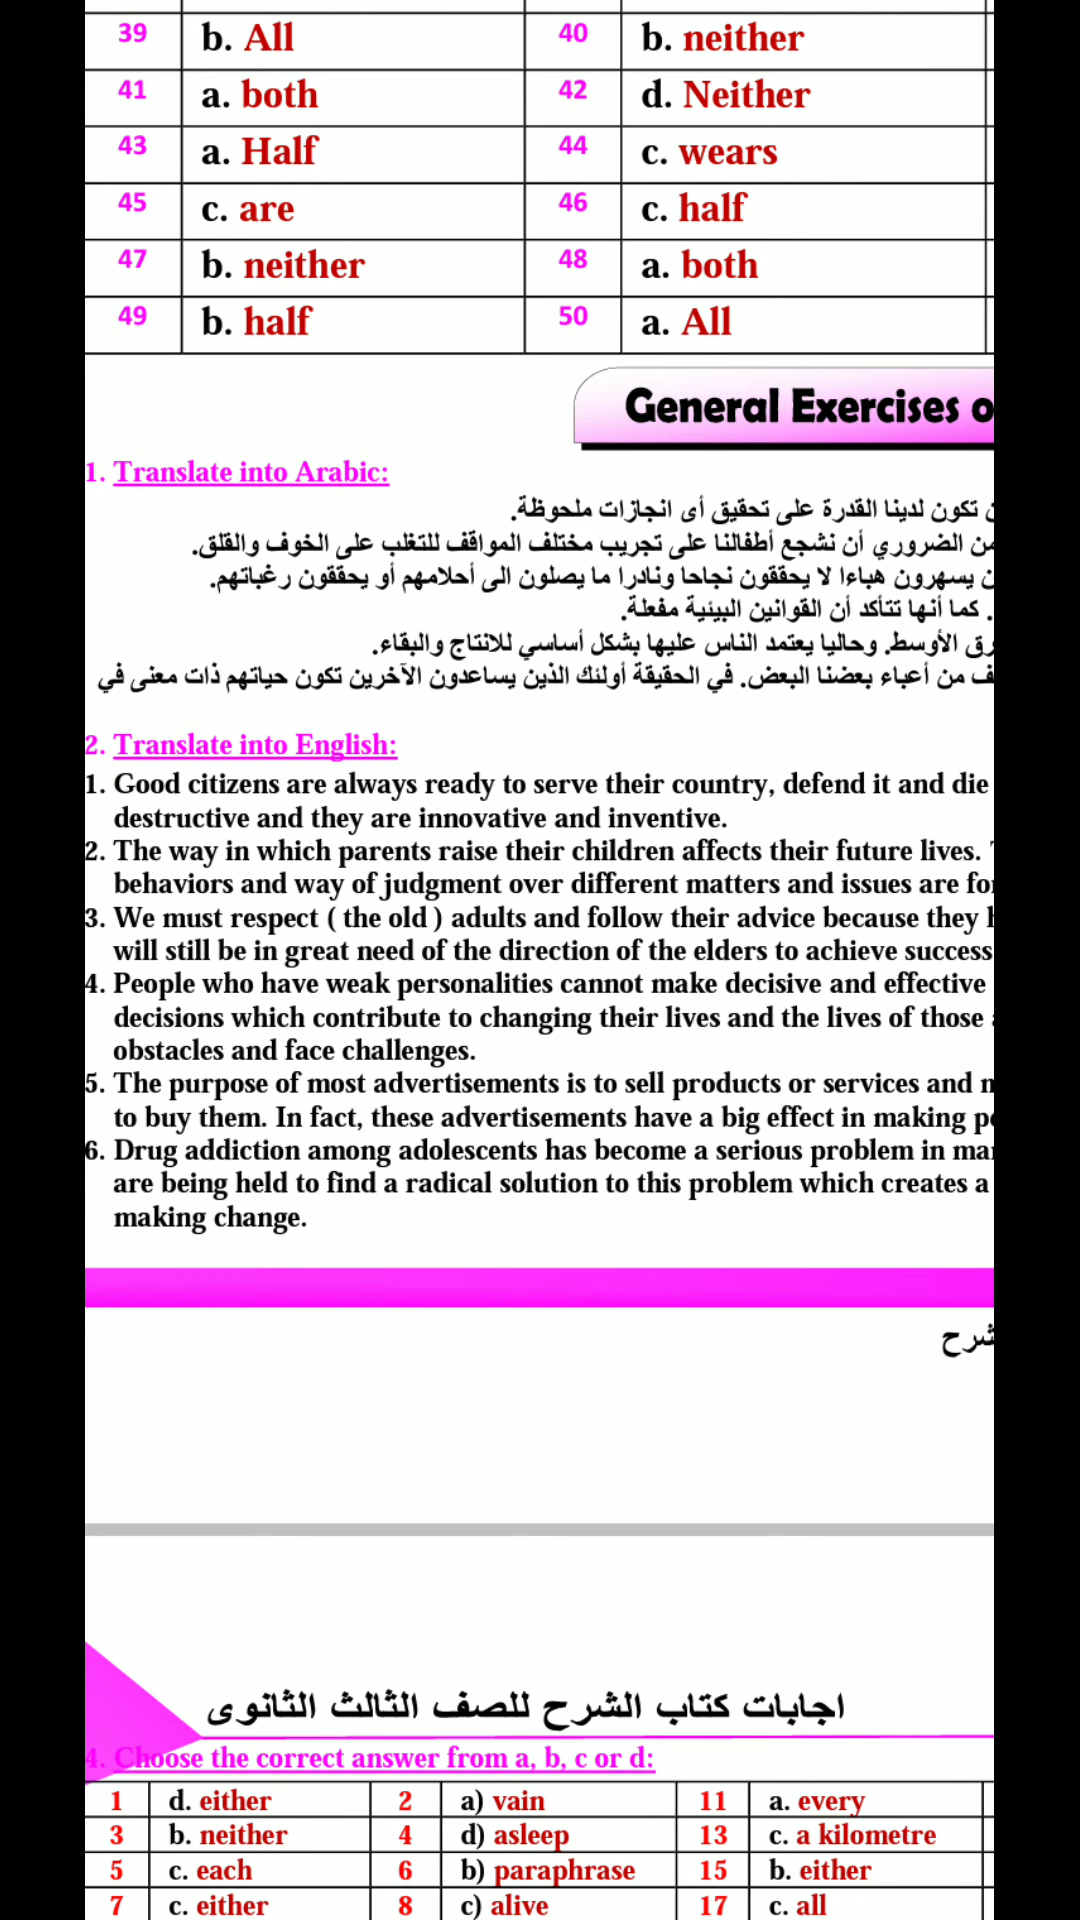 39 b. All 40 b. neither
41 a. both 42 d. Neither
43 a. Half 44 c. wears
45 c. are 46 c. half
47 b. neither 48 a. both
49 b. half 50 a. All
General Exercises
1. Translate into Arabic:
تكون لدينا القدرة على تحقيق أى انجازات ملحوظة.
من الضروري أن نشجع أطفالنا على تجريب مختلف المواقف للتغلب على الخوف والقلق.
يسهرون هباءا لا يحققون نجاحا ونادرا ما يصلون الى أحلامهم أو يحققون رغباتهم.
. كما أنها تتأكد أن القوانين البيئية مفعلة.
الأوسط. وحاليا يعتمد الناس عليها بشكل أساسي للانتاج والبقاء.
من أعباء بعضنا البعض. في الحقيقة أولئك الذين يساعدون الآخرين تكون حياتهم ذات معنى في
2. Translate into English:
1. Good citizens are always ready to serve their country, defend it and die
destructive and they are innovative and inventive.
2. The way in which parents raise their children affects their future lives.
behaviors and way of judgment over different matters and issues are
3. We must respect ( the old ) adults and follow their advice because they
will still be in great need of the direction of the elders to achieve success
4. People who have weak personalities cannot make decisive and effective
decisions which contribute to changing their lives and the lives of those
obstacles and face challenges.
5. The purpose of most advertisements is to sell products or services and
to buy them. In fact, these advertisements have a big effect in making
6. Drug addiction among adolescents has become a serious problem in
are being held to find a radical solution to this problem which creates a
making change.
اجابات كتاب الشرح للصف الثالث الثانوى
4. Choose the correct answer from a, b, c or d:
1 d. either 2 a) vain 11 a. every
3 b. neither 4 d) asleep 13 c. a kilometre
5 c. each 6 b) paraphrase 15 b. either
7 c. either 8 c) alive 17 c. all